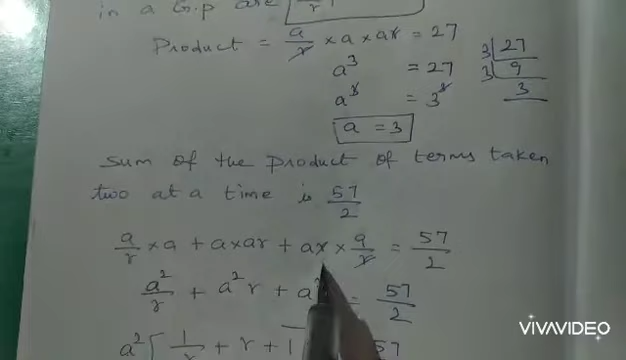 in a G.P are
Product = a/r × a × ar = 27
a³ = 27
a³ = 3³
a = 3
3 | 27
3 | 9
3
Sum of the product of terms taken
two at a time is 57/2
a/r × a + a × ar + ar × a/r = 57/2
a²/r + a²r + a² = 57/2
a² [ 1/r + r + 1 57
VIVAVIDEO